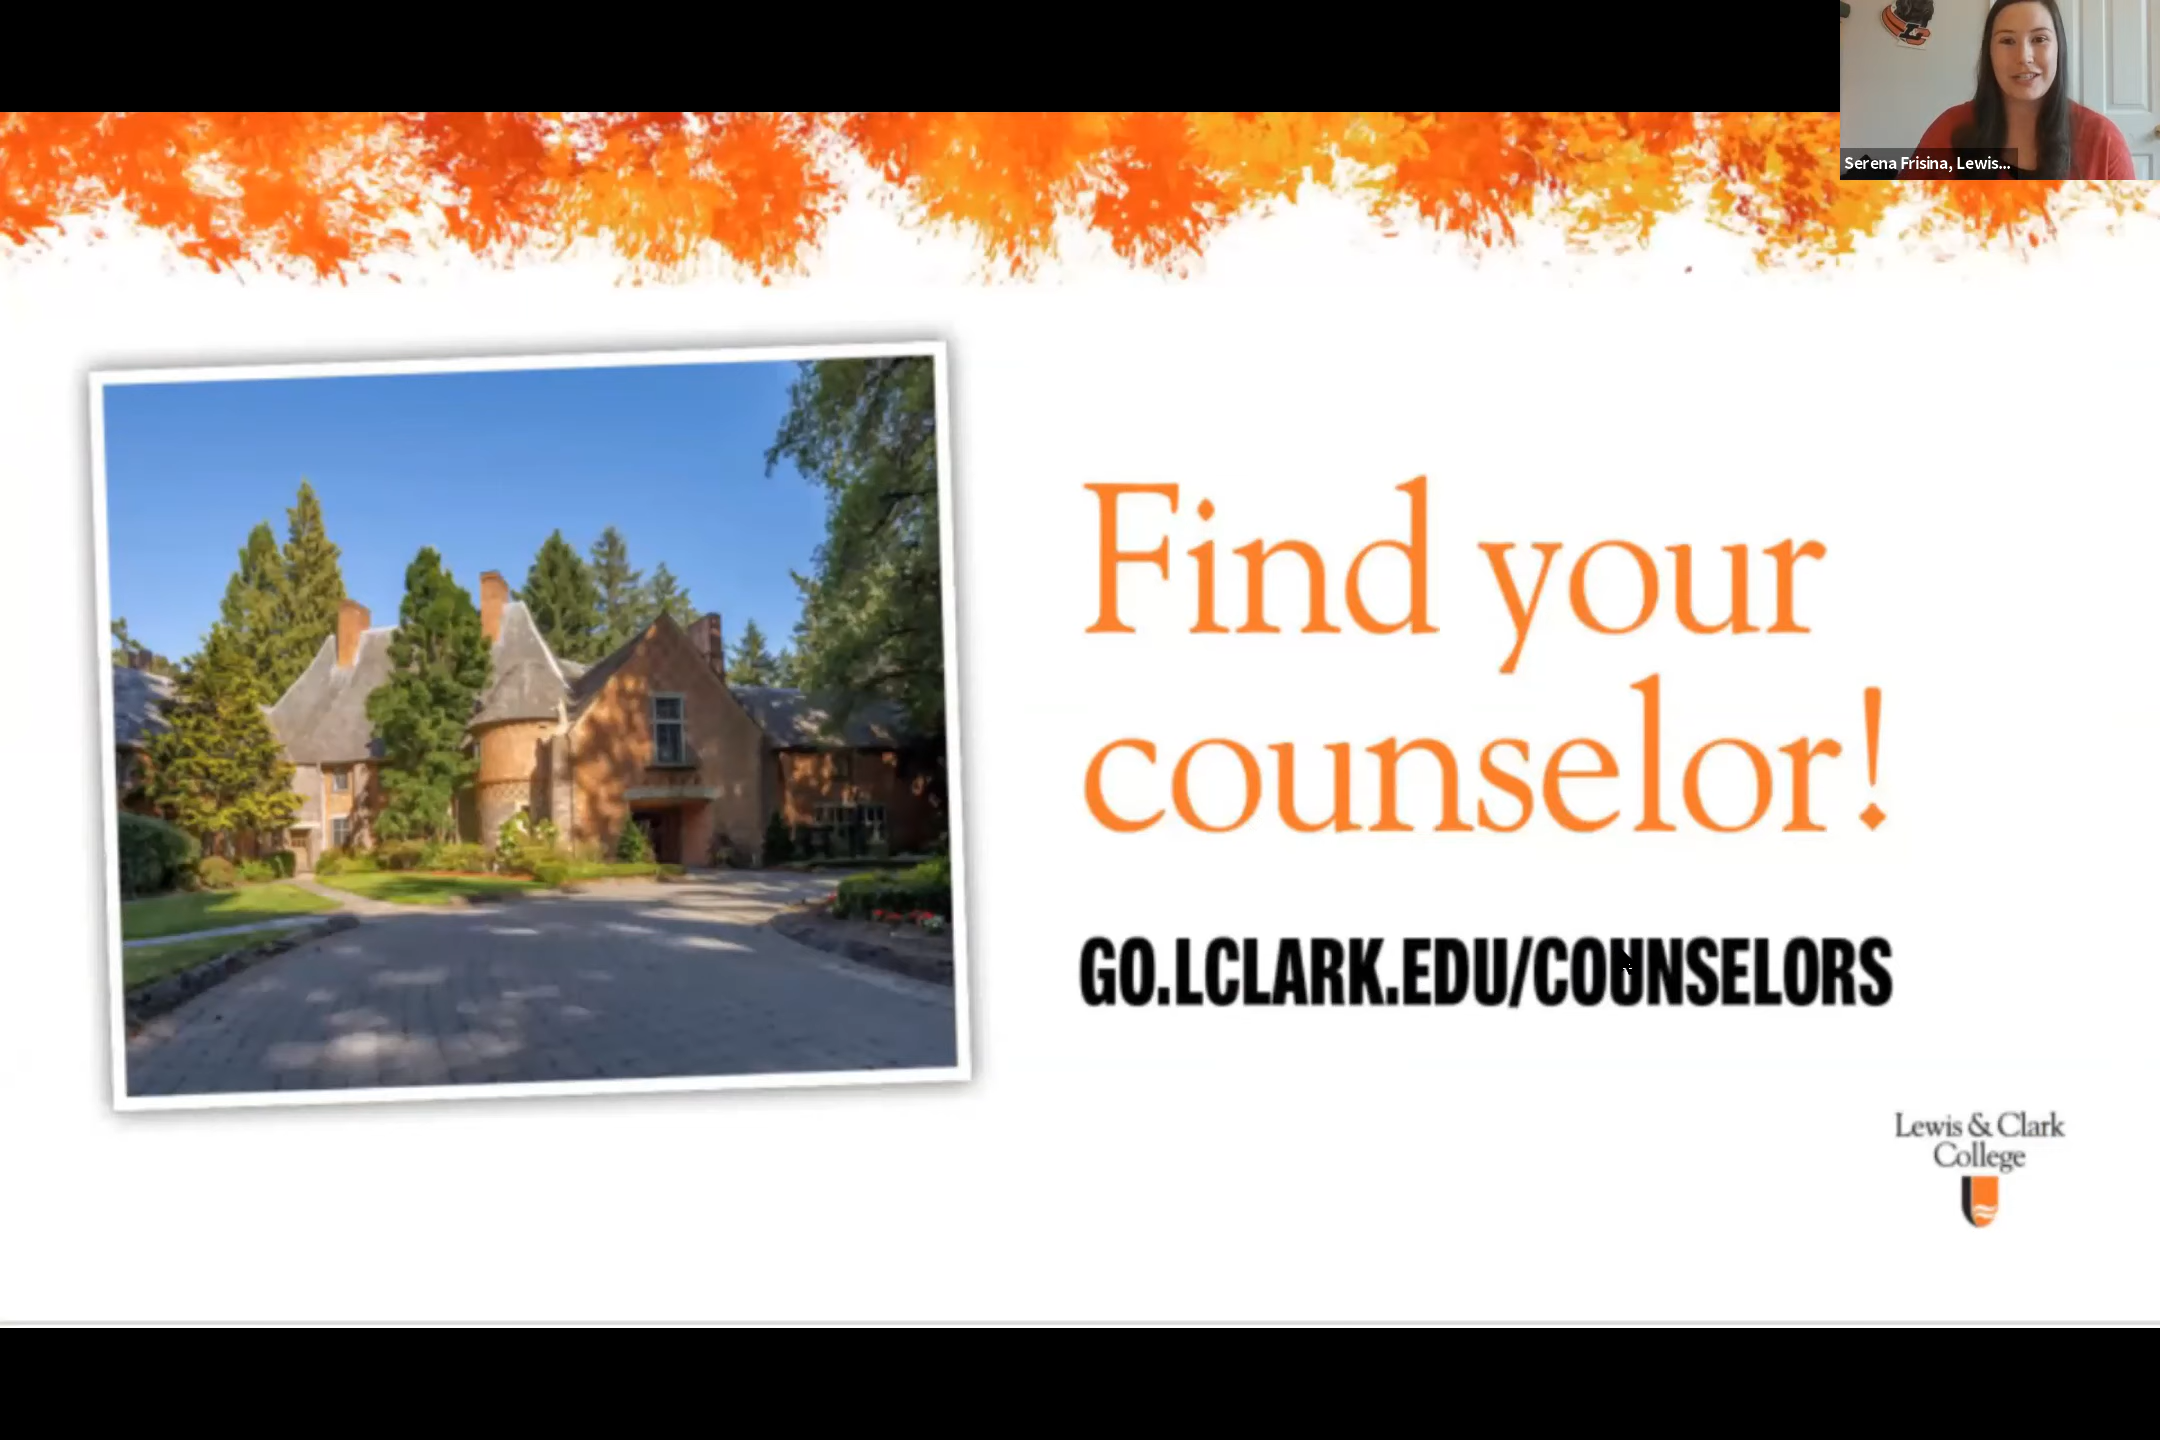 Serena Frisina, Lewis...
Find your
counselor!
GO.LCLARK.EDU/COUNSELORS
Lewis & Clark
College